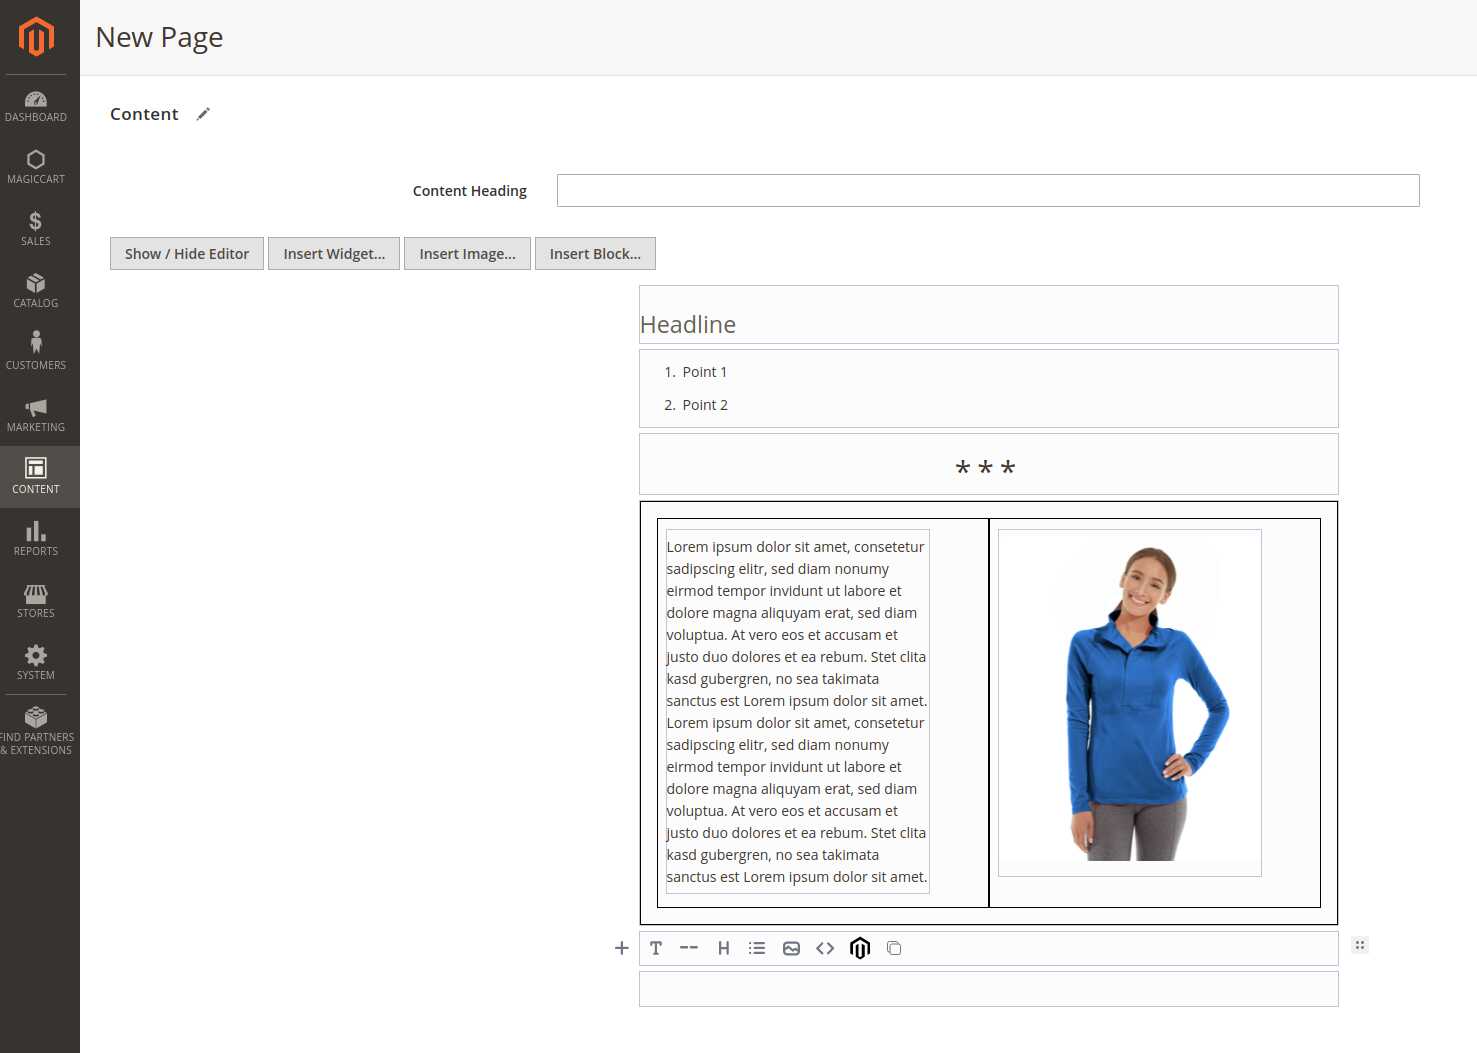 New Page
DASHBOARD
MAGICCART
SALES
CATALOG
CUSTOMERS
MARKETING
CONTENT
REPORTS
STORES
SYSTEM
FIND PARTNERS
& EXTENSIONS
Content
Content Heading
Show / Hide Editor Insert Widget... Insert Image... Insert Block...
Headline
1. Point 1
2. Point 2
***
Lorem ipsum dolor sit amet, consetetur
sadipscing elitr, sed diam nonumy
eirmod tempor invidunt ut labore et
dolore magna aliquyam erat, sed diam
voluptua. At vero eos et accusam et
justo duo dolores et ea rebum. Stet clita
kasd gubergren, no sea takimata
sanctus est Lorem ipsum dolor sit amet.
Lorem ipsum dolor sit amet, consetetur
sadipscing elitr, sed diam nonumy
eirmod tempor invidunt ut labore et
dolore magna aliquyam erat, sed diam
voluptua. At vero eos et accusam et
justo duo dolores et ea rebum. Stet clita
kasd gubergren, no sea takimata
sanctus est Lorem ipsum dolor sit amet.
T H